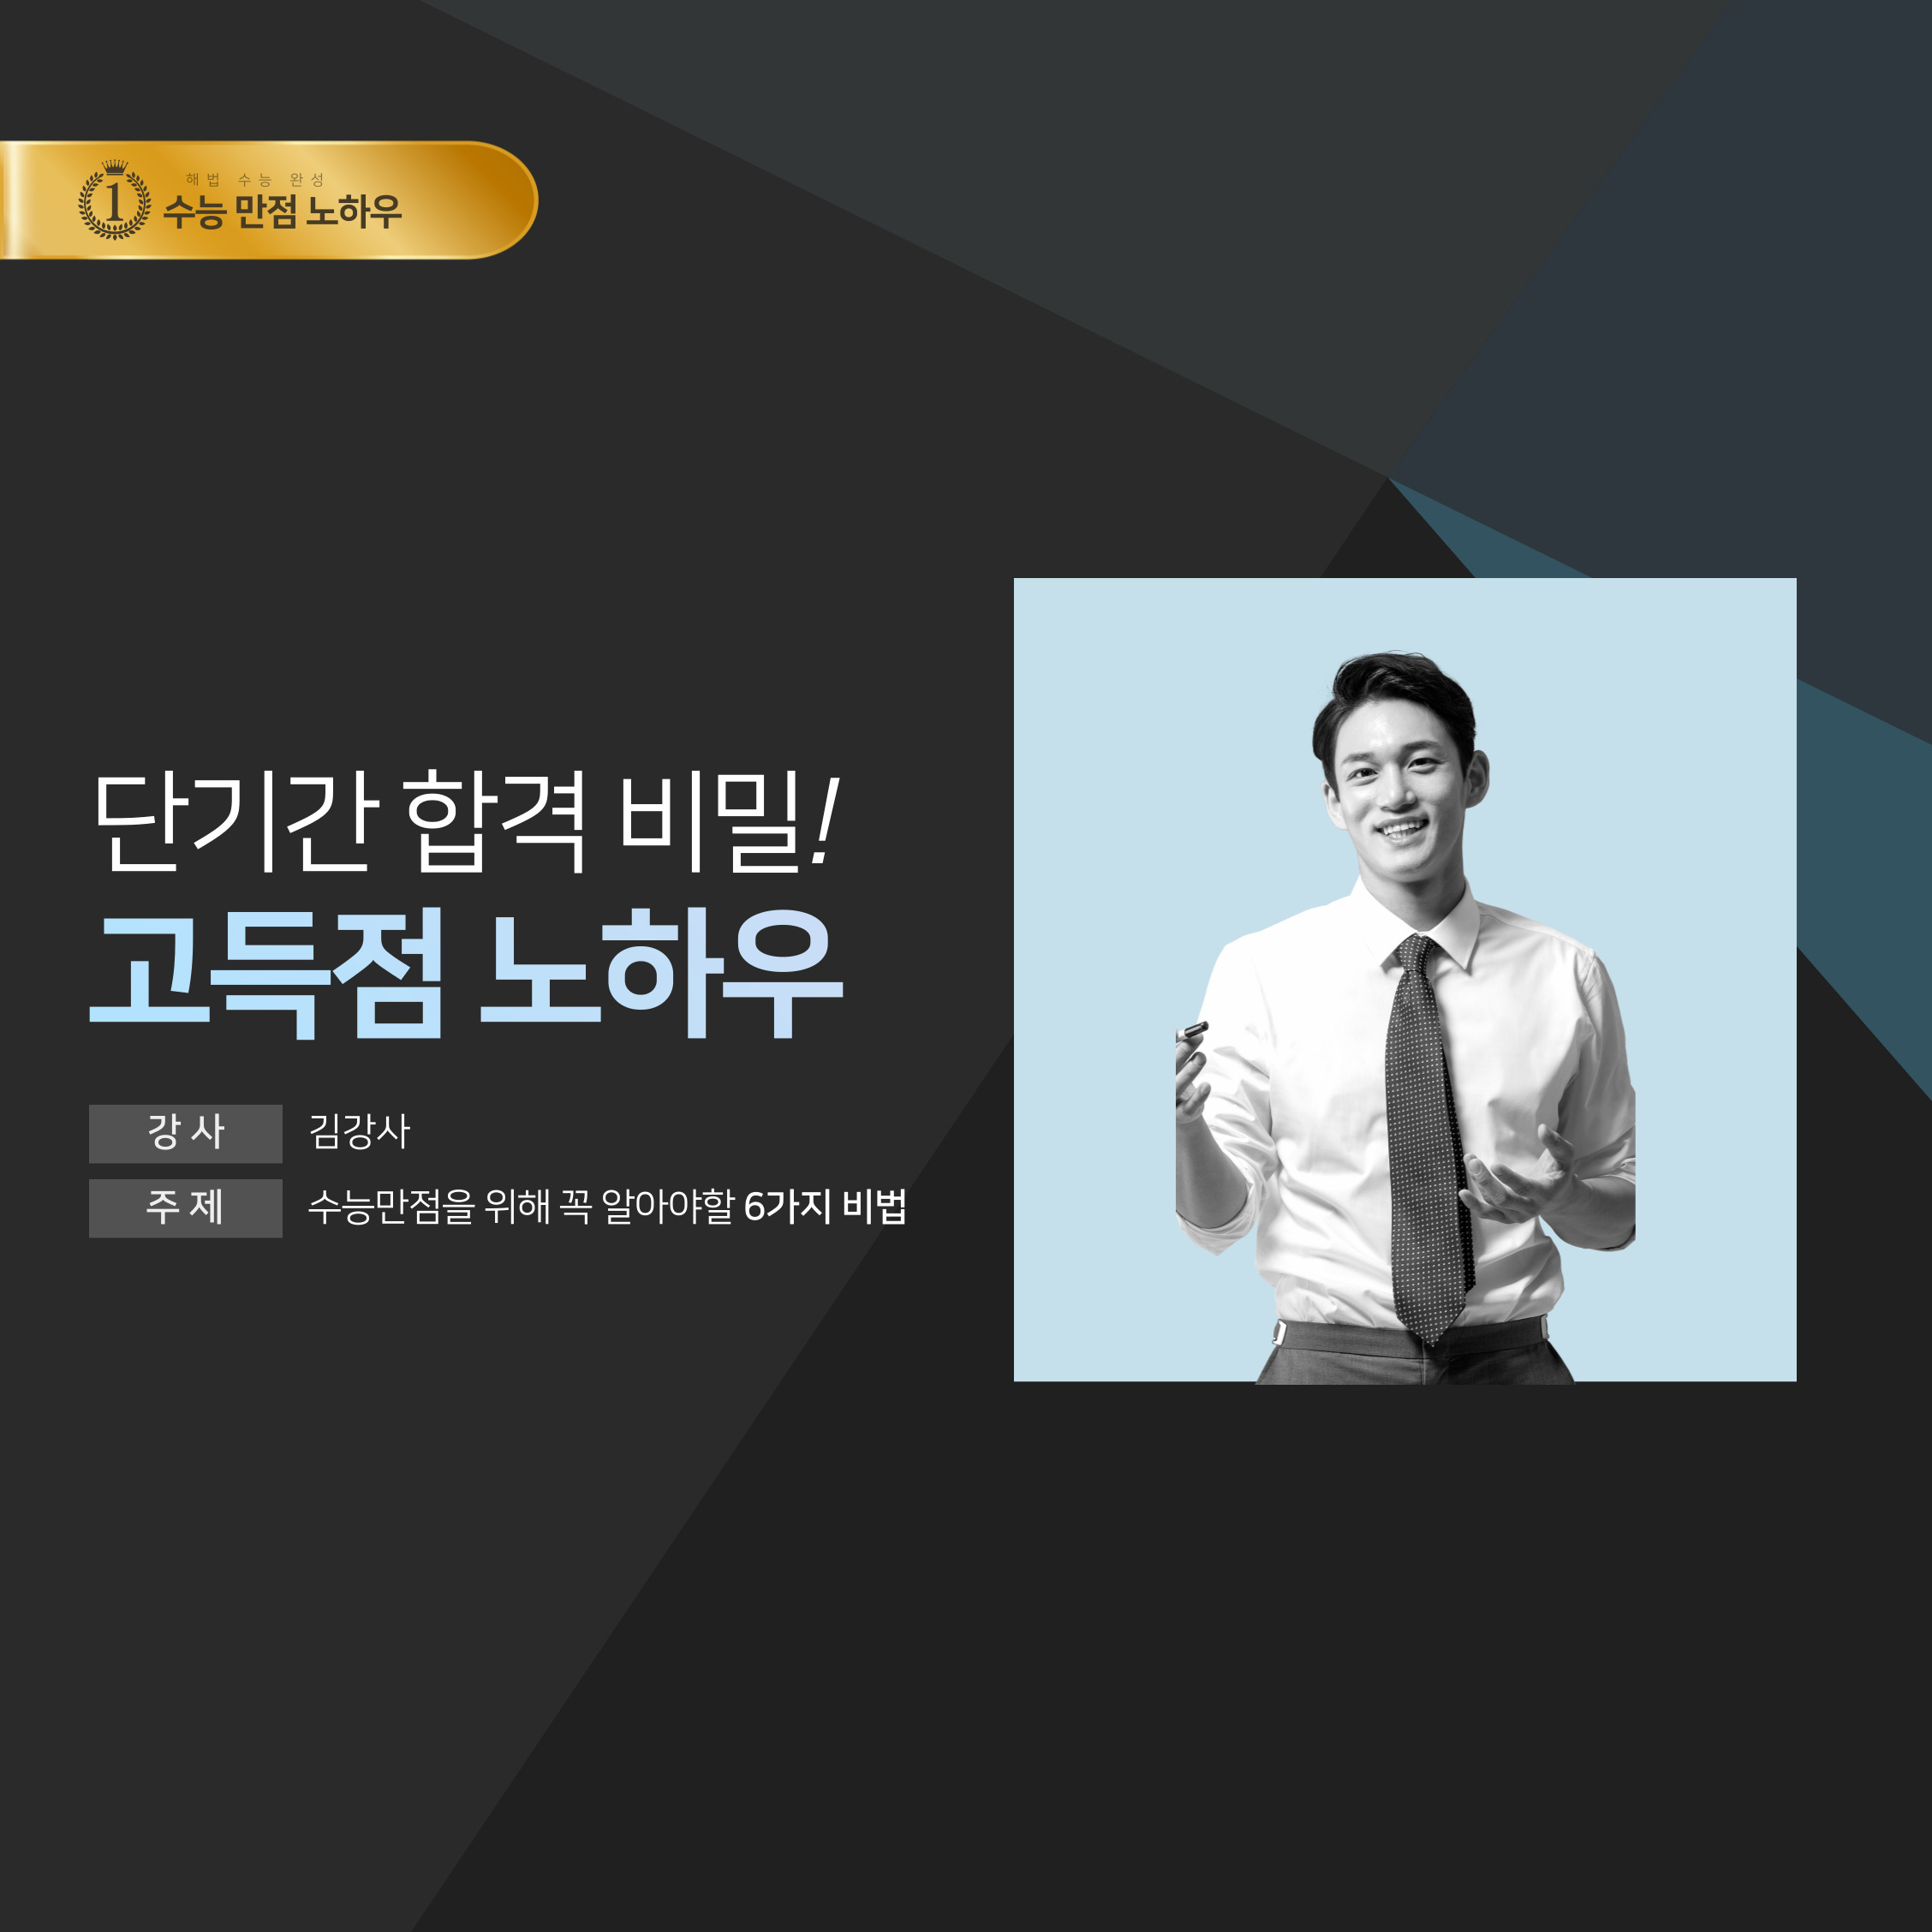 1
해법 수능 완성
수능 만점 노하우
단기간 합격 비밀!
고득점 노하우
강 사 김강사
주 제 수능만점을 위해 꼭 알아야할 6가지 비법